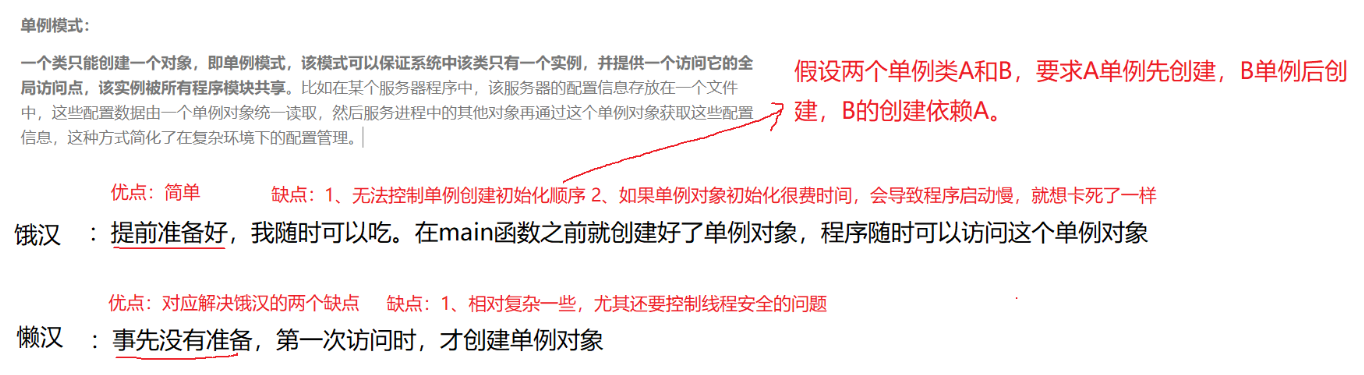 单例模式：
一个类只能创建一个对象，即单例模式，该模式可以保证系统中该类只有一个实例，并提供一个访问它的全
局访问点，该实例被所有程序模块共享。比如在某个服务器程序中，该服务器的配置信息存放在一个文件
中，这些配置数据由一个单例对象统一读取，然后服务进程中的其他对象再通过这个单例对象获取这些配置
信息，这种方式简化了在复杂环境下的配置管理。
假设两个单例类A和B，要求A单例先创建，B单例后创
建，B的创建依赖A。
优点：简单 缺点：1、无法控制单例创建初始化顺序 2、如果单例对象初始化很费时间，会导致程序启动慢，就想卡死了一样
饿汉 ：提前准备好，我随时可以吃。在main函数之前就创建好了单例对象，程序随时可以访问这个单例对象
优点：对应解决饿汉的两个缺点 缺点：1、相对复杂一些，尤其还要控制线程安全的问题
懒汉 ：事先没有准备，第一次访问时，才创建单例对象